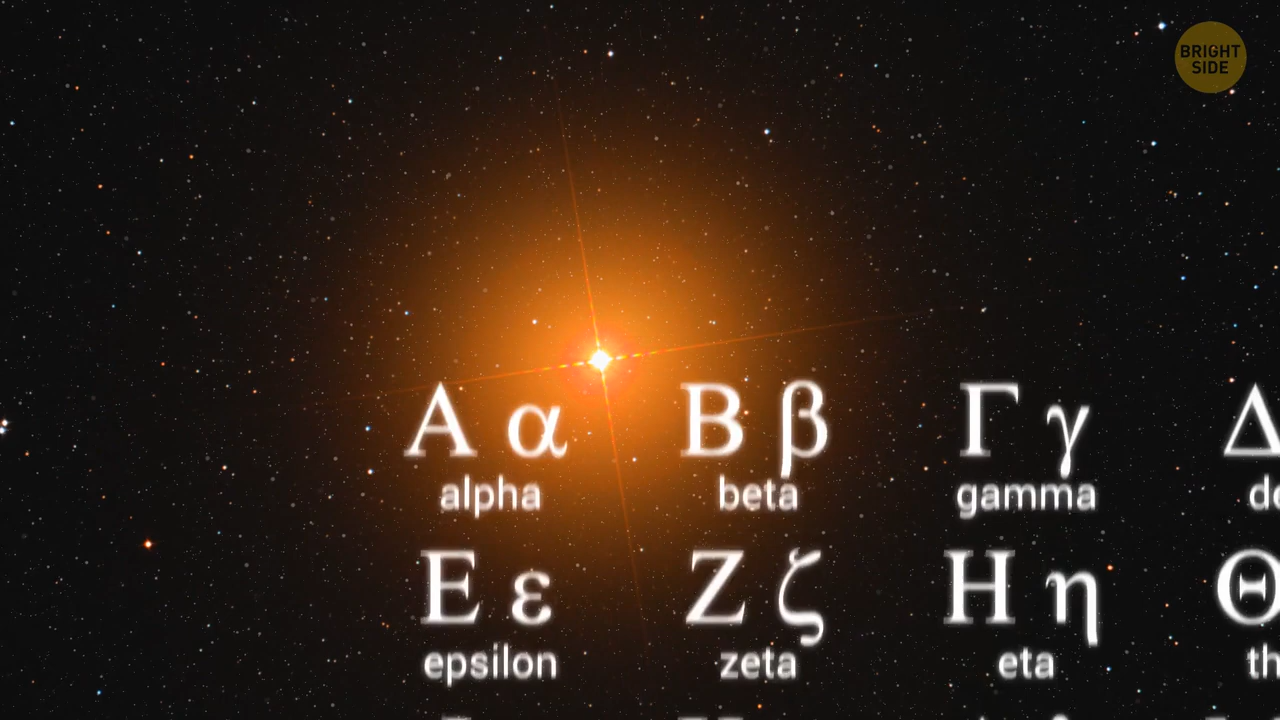 BRIGHT
SIDE
Α α Β β Γ γ Δ
alpha beta gamma
Ε ε Ζ ζ Η η Θ
epsilon zeta eta